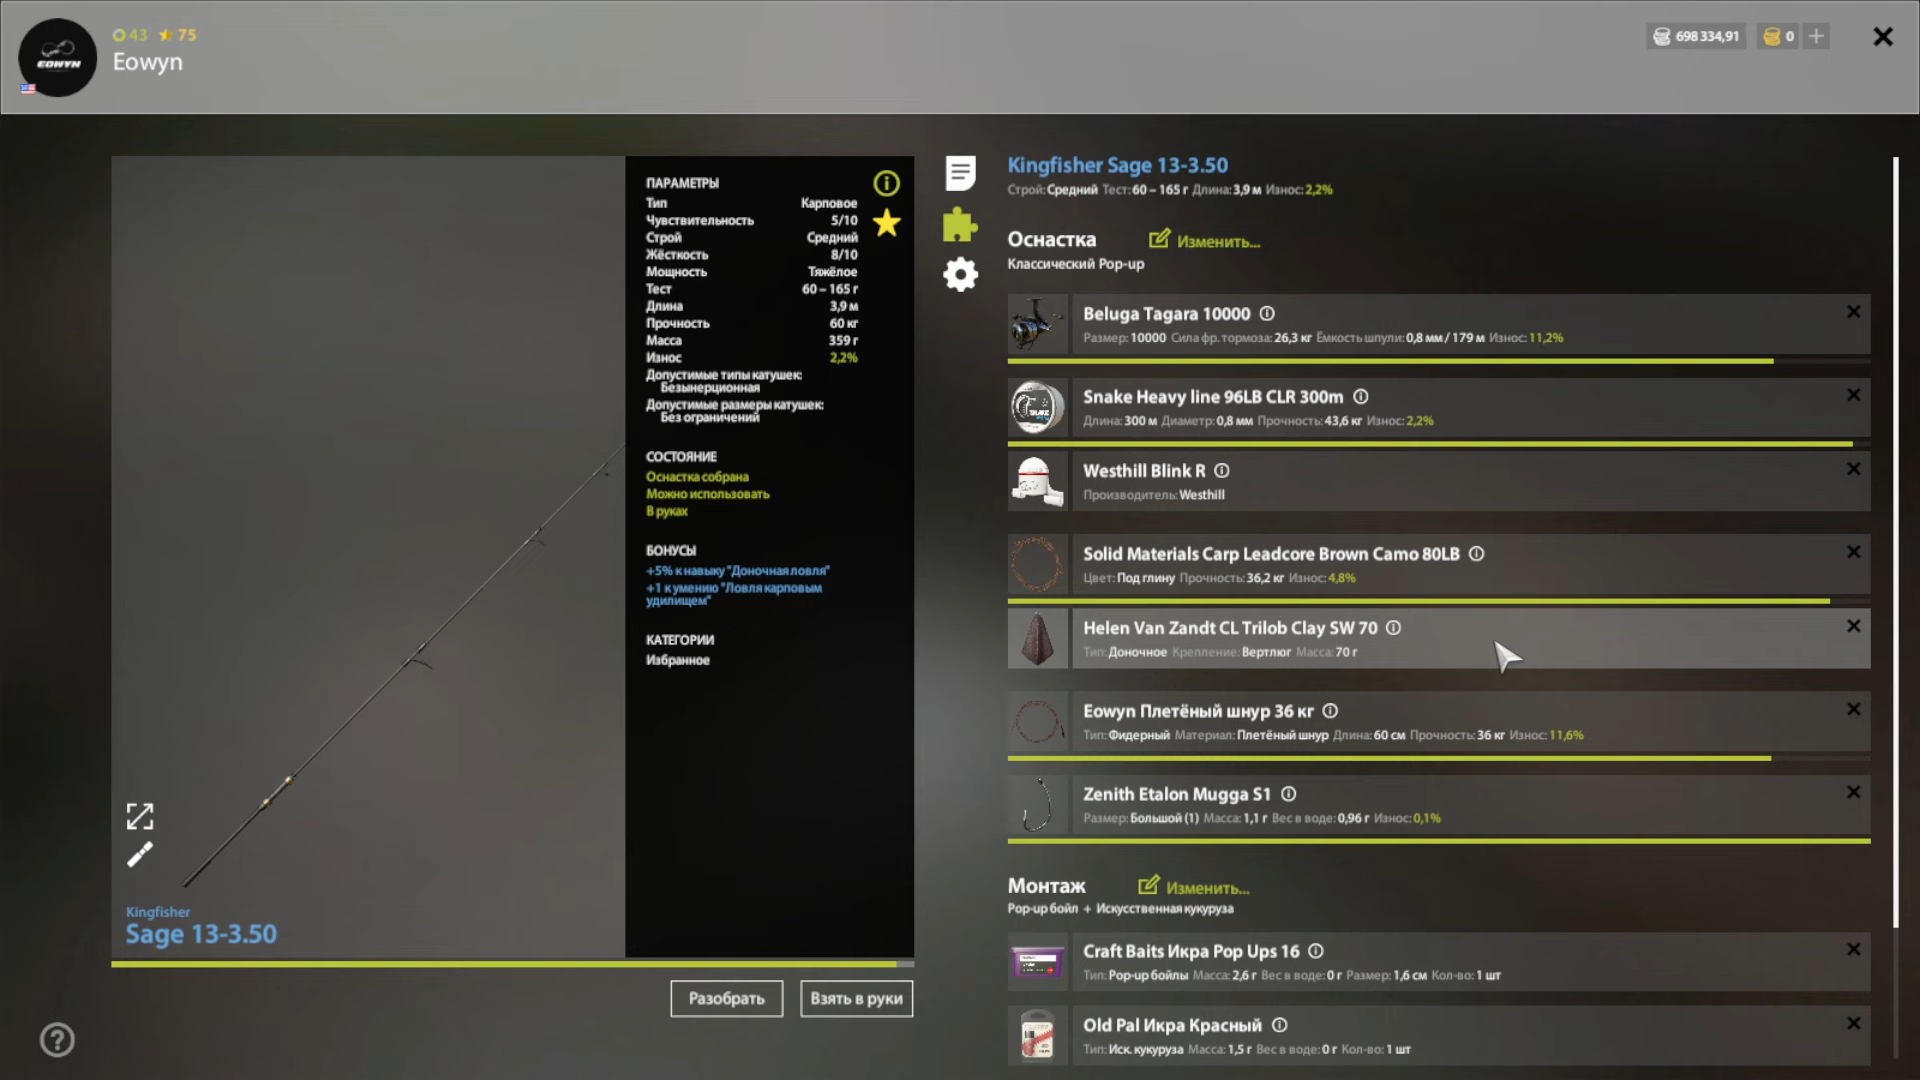 43 75
Eowyn
EOWYN
698 334,91
0
ПАРАМЕТРЫ
Тип Карповое
Чувствительность 5/10
Строй Средний
Жёсткость 8/10
Мощность Тяжёлое
Тест 60 – 165 г
Длина 3,9 м
Прочность 60 кг
Масса 359 г
Износ 2,2%
Допустимые типы катушек:
Безынерционная
Допустимые размеры катушек:
Без ограничений
СОСТОЯНИЕ
Оснастка собрана
Можно использовать
В руках
БОНУСЫ
+5% к навыку "Доночная ловля"
+1 к умению "Ловля карповым
удилищем"
КАТЕГОРИИ
Избранное
Kingfisher
Sage 13-3.50
Разобрать
Взять в руки
Kingfisher Sage 13-3.50
Строй: Средний Тест: 60 – 165 г Длина: 3,9 м Износ: 2,2%
Оснастка Изменить...
Классический Pop-up
Beluga Tagara 10000
Размер: 10000 Сила фр. тормоза: 26,3 кг Ёмкость шпули: 0,8 мм / 179 м Износ: 11,2%
Snake Heavy line 96LB CLR 300m
Длина: 300 м Диаметр: 0,8 мм Прочность: 43,6 кг Износ: 2,2%
Westhill Blink R
Производитель: Westhill
Solid Materials Carp Leadcore Brown Camo 80LB
Цвет: Под глину Прочность: 36,2 кг Износ: 4,8%
Helen Van Zandt CL Trilob Clay SW 70
Тип: Доночное Крепление: Вертлюг Масса: 70 г
Eowyn Плетёный шнур 36 кг
Тип: Фидерный Материал: Плетёный шнур Длина: 60 см Прочность: 36 кг Износ: 11,6%
Zenith Etalon Mugga S1
Размер: Большой (1) Масса: 1,1 г Вес в воде: 0,96 г Износ: 0,1%
Монтаж Изменить...
Pop-up бойл + Искусственная кукуруза
Craft Baits Икра Pop Ups 16
Тип: Pop-up бойлы Масса: 2,6 г Вес в воде: 0 г Размер: 1,6 см Кол-во: 1 шт
Old Pal Икра Красный
Тип: Иск. кукуруза Масса: 1,5 г Вес в воде: 0 г Кол-во: 1 шт